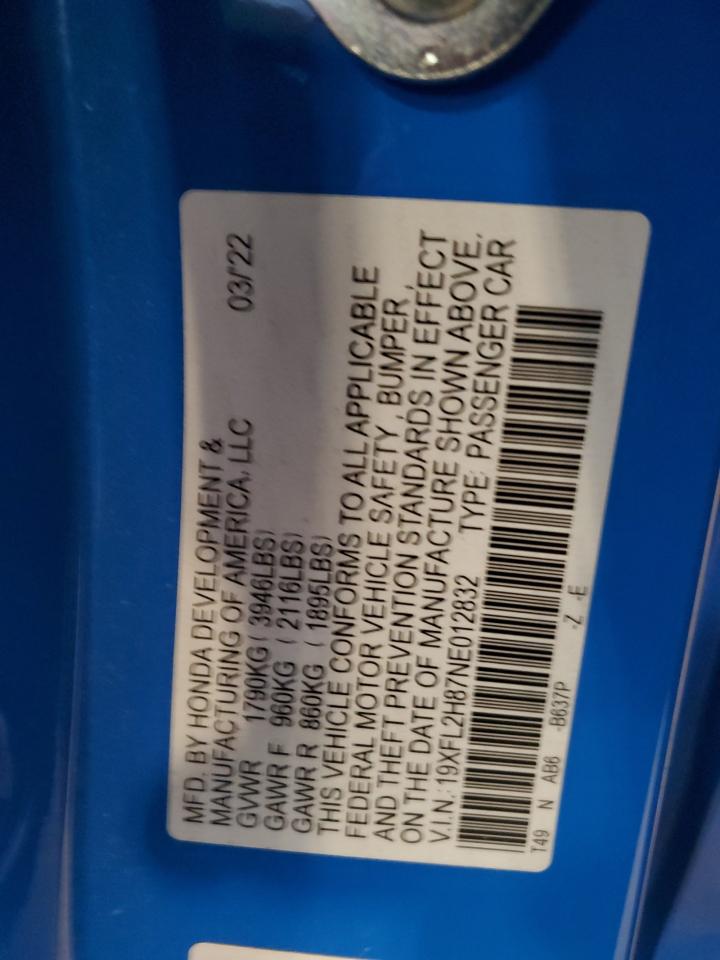 MFD. BY HONDA DEVELOPMENT &
MANUFACTURING OF AMERICA, LLC 03/'22
GVWR 1790KG ( 3946LBS)
GAWR F 960KG ( 2116LBS)
GAWR R 860KG ( 1895LBS)
THIS VEHICLE CONFORMS TO ALL APPLICABLE
FEDERAL MOTOR VEHICLE SAFETY , BUMPER ,
AND THEFT PREVENTION STANDARDS IN EFFECT
ON THE DATE OF MANUFACTURE SHOWN ABOVE.
V.I.N.: 19XFL2H87NE012832 TYPE: PASSENGER CAR
T49 N AB6 -B637P -Z -E